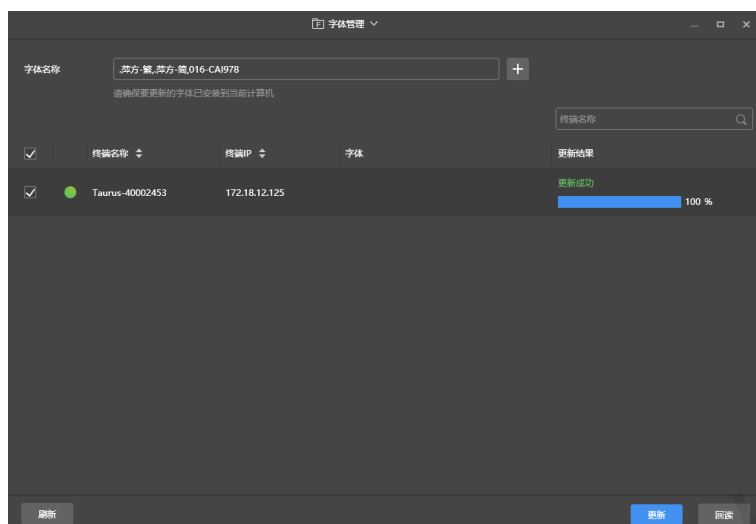 字体管理
字体名称
.萍方-繁,.萍方-简,016-CAI978
请确保要更新的字体已安装到当前计算机
终端名称
终端名称 终端IP 字体 更新结果
Taurus-40002453 172.18.12.125 更新成功
100 %
刷新 更新 回读